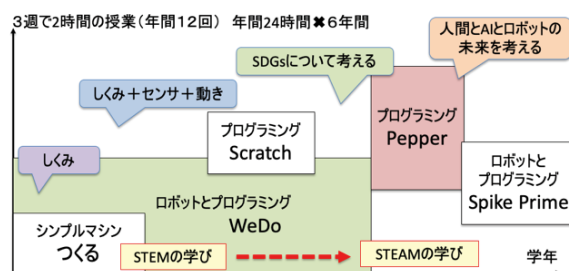 3週で2時間の授業(年間12回) 年間24時間✖6年間
人間とAIとロボットの
未来を考える
SDGsについて考える
しくみ＋センサ＋動き
プログラミング
Scratch
プログラミング
Pepper
しくみ
ロボットと
プログラミング
Spike Prime
ロボットとプログラミング
WeDo
シンプルマシン
つくる
STEMの学び
STEAMの学び
学年